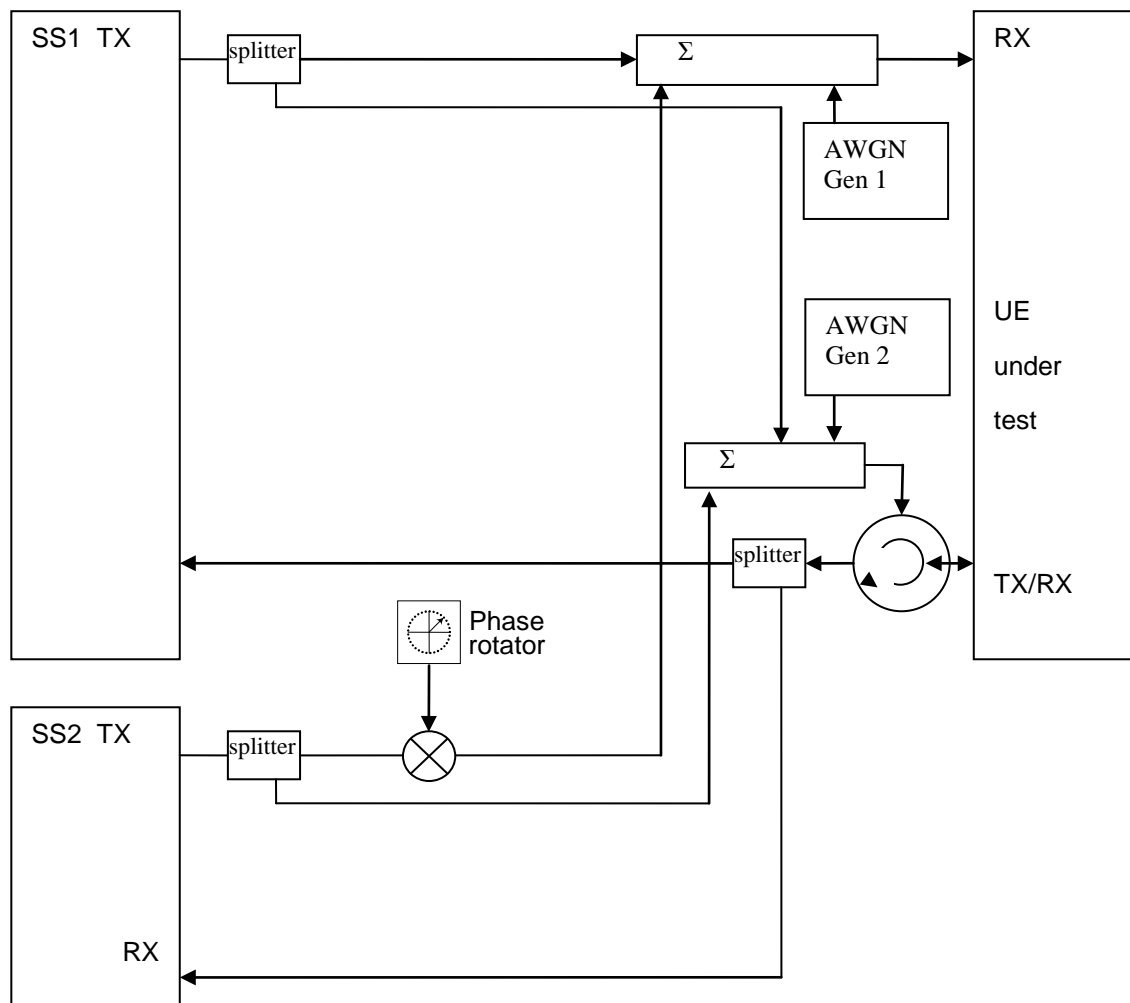 SS1 TX
splitter
Σ
RX
AWGN
Gen 1
AWGN
Gen 2
UE
under
test
Σ
splitter
TX/RX
Phase
rotator
SS2 TX
splitter
RX